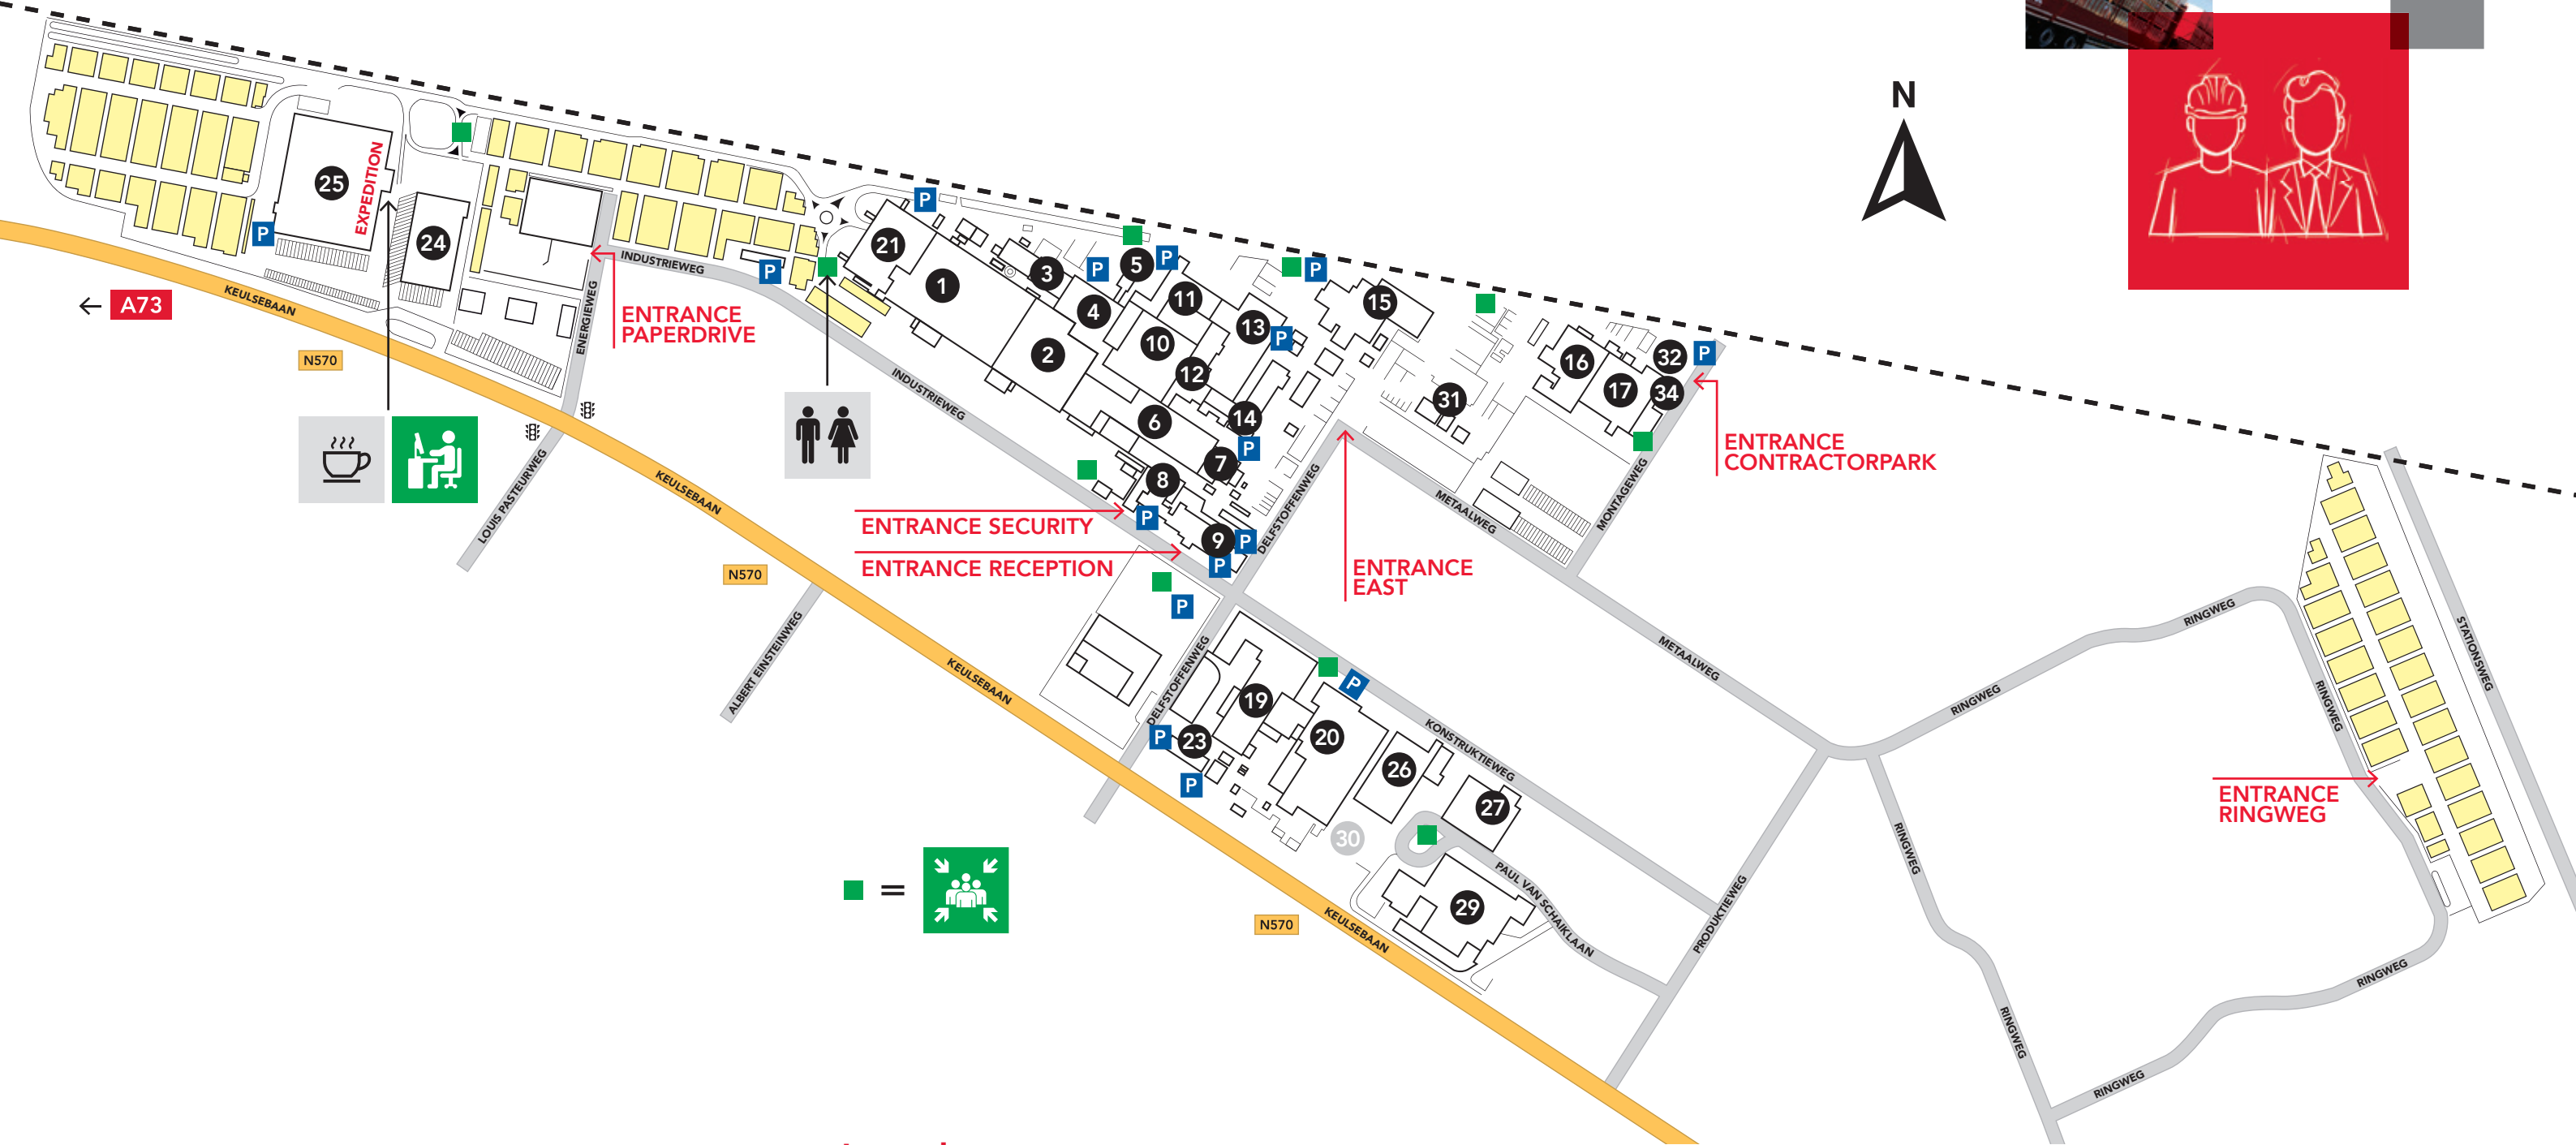 N
25
EXPEDITION
24
P
A73
KEULSEBAAN
N570
ENERGIEWEG
INDUSTRIEWEG
ENTRANCE
PAPERDRIVE
P
LOUIS PASTEURWEG
P
21
1
3
P
5
P
4
11
2
10
13
P
12
P
15
6
14
P
7
8
P
9
P
P
INDUSTRIEWEG
31
16
17
32
P
34
ENTRANCE
CONTRACTORPARK
MONTAGEWEG
METAALWEG
DELFSTOFFENWEG
ENTRANCE SECURITY
ENTRANCE RECEPTION
ENTRANCE
EAST
KEULSEBAAN
N570
ALBERT EINSTEINWEG
P
DELFSTOFFENWEG
KEULSEBAAN
METAALWEG
19
P
20
P
23
P
26
27
KONSTRUKTIEWEG
30
29
PAUL VAN SCHAIKLAAN
PRODUKTIEWEG
N570
KEULSEBAAN
=
RINGWEG
RINGWEG
RINGWEG
STATIONSWEG
ENTRANCE
RINGWEG
RINGWEG
RINGWEG
RINGWEG
RINGWEG